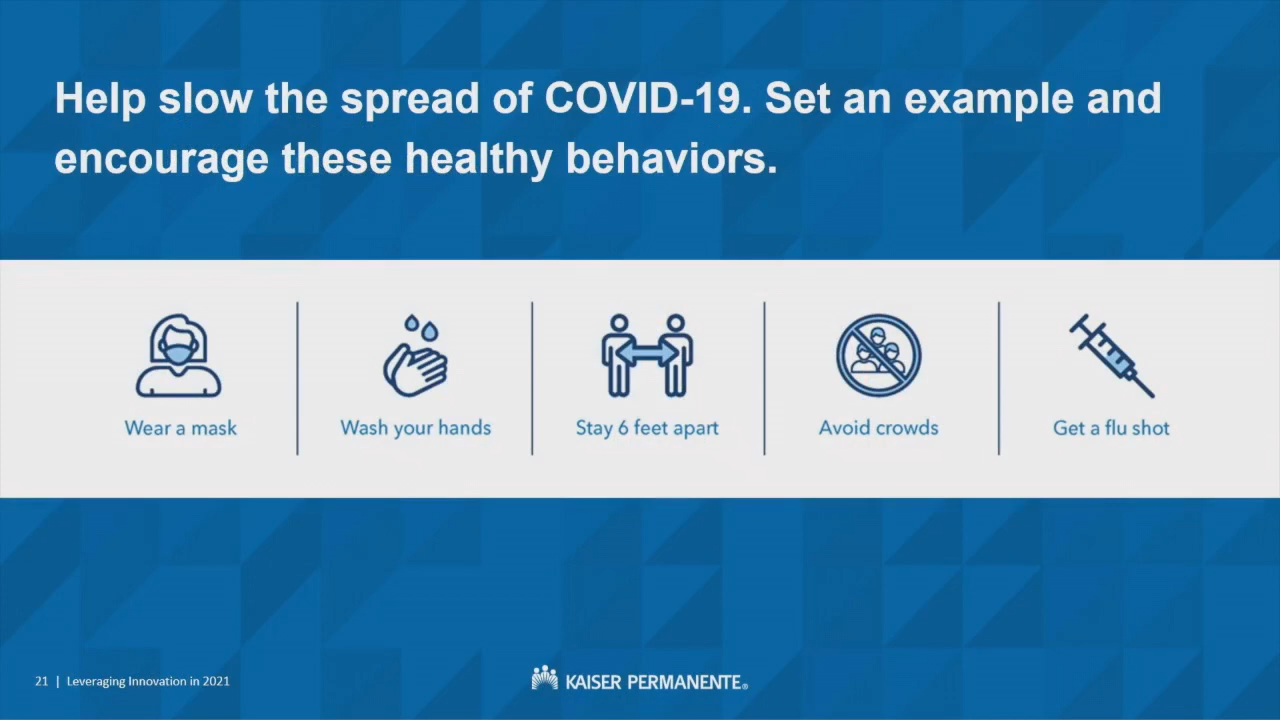 Help slow the spread of COVID-19. Set an example and
encourage these healthy behaviors.
Wear a mask
Wash your hands
Stay 6 feet apart
Avoid crowds
Get a flu shot
21 | Leveraging Innovation in 2021
KAISER PERMANENTE®